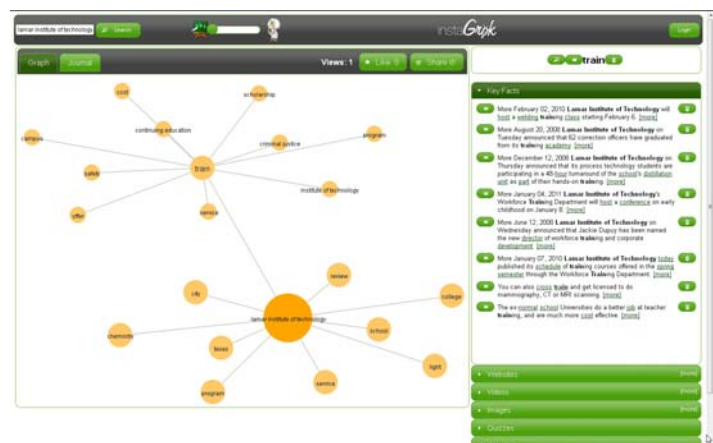 lamar institute of technology
Search
instaGrok
Login
Graph
Journal
Views: 1
Like 0
Share it!
train
cost
scholarship
continuing education
campus
criminal justice
program
train
safety
institute of technology
offer
service
review
city
college
lamar institute of technology
chemistry
school
texas
light
program
service
Key Facts
More February 02, 2010 Lamar Institute of Technology will
host a welding training class starting February 6. [more]
More August 20, 2008 Lamar Institute of Technology on
Tuesday announced that 62 correction officers have graduated
from its training academy. [more]
More December 12, 2008 Lamar Institute of Technology on
Thursday announced that its process technology students are
participating in a 48-hour turnaround of the school's distillation
unit as part of their hands-on training. [more]
More January 04, 2011 Lamar Institute of Technology's
Workforce Training Department will host a conference on early
childhood on January 8. [more]
More June 12, 2008 Lamar Institute of Technology on
Wednesday announced that Jackie Dupuy has been named
the new director of workforce training and corporate
development. [more]
More January 07, 2010 Lamar Institute of Technology today
published its schedule of training courses offered in the spring
semester through the Workforce Training Department. [more]
You can also cross train and get licensed to do
mammography, CT or MRI scanning. [more]
The ex-normal school Universities do a better job at teacher
training, and are much more cost effective. [more]
Websites
[more]
Videos
[more]
Images
[more]
Quizzes